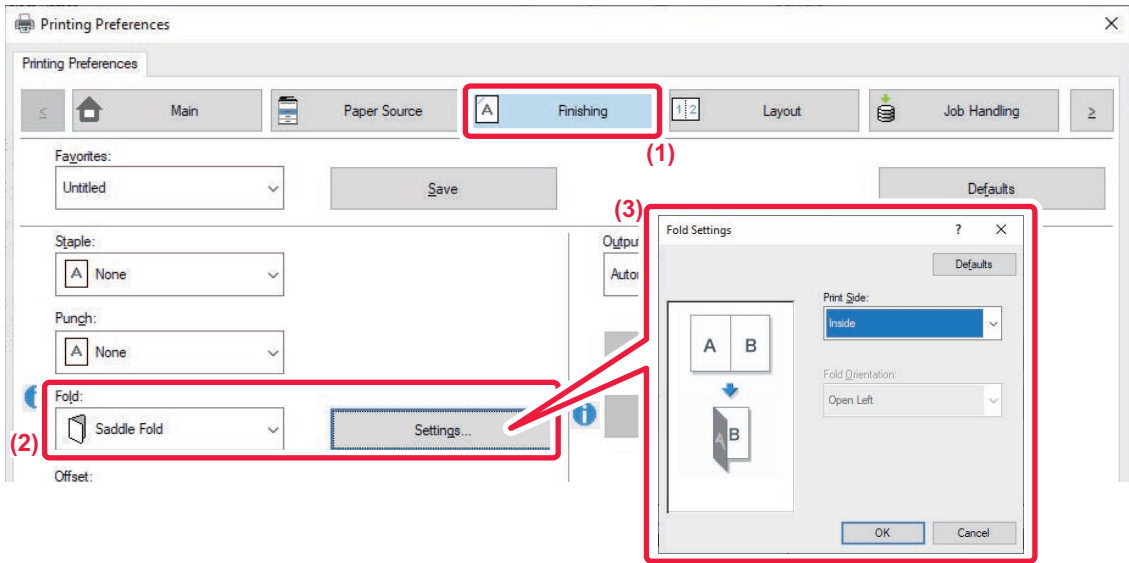 Printing Preferences
Printing Preferences
< Main Paper Source A Finishing 1 2 Layout Job Handling >
(1)
Favorites:
Untitled Save Defaults
(3)
Fold Settings ? X
Defaults
Staple: Outpu
A None Autor
Print Side:
Inside
Punch:
A None
A B
Fold:
Fold Orientation:
Open Left
(2) Saddle Fold Settings... i
A B
Offset:
OK Cancel